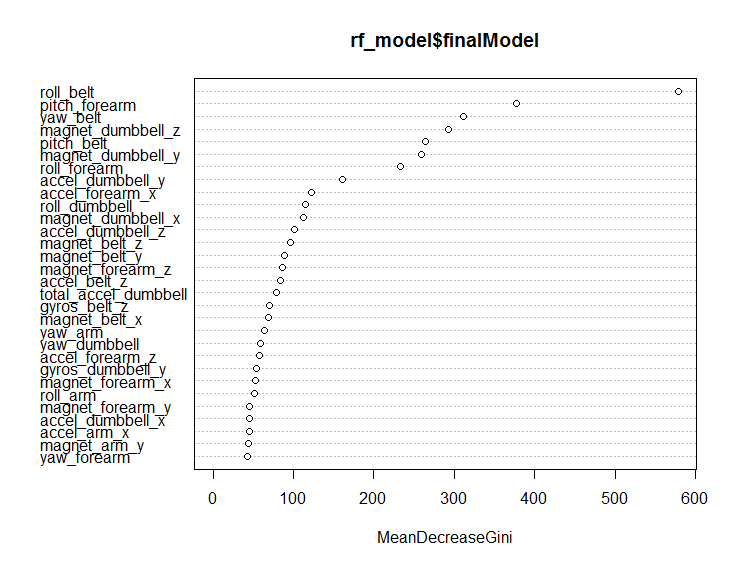 rf_model$finalModel
roll_belt
pitch_forearm
yaw_belt
magnet_dumbbell_z
pitch_belt
magnet_dumbbell_y
roll_forearm
accel_dumbbell_y
accel_forearm_x
roll_dumbbell
magnet_dumbbell_x
accel_dumbbell_z
magnet_belt_z
magnet_belt_y
magnet_forearm_z
accel_belt_z
total_accel_dumbbell
gyros_belt_z
magnet_belt_x
yaw_arm
yaw_dumbbell
accel_forearm_z
gyros_dumbbell_y
magnet_forearm_x
roll_arm
magnet_forearm_y
accel_dumbbell_x
accel_arm_x
magnet_arm_y
yaw_forearm
0 100 200 300 400 500 600
MeanDecreaseGini